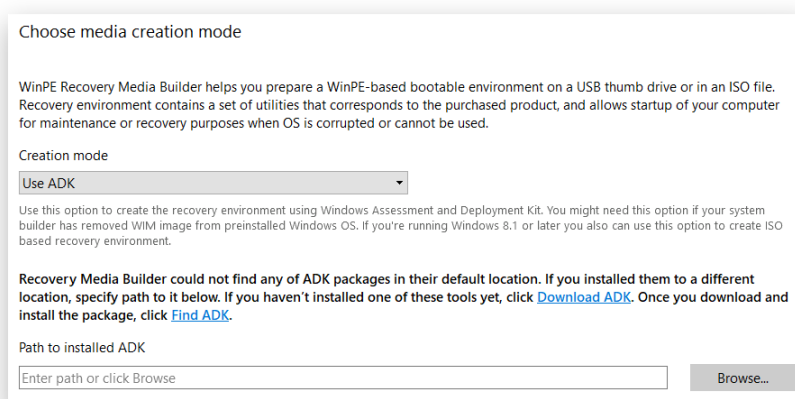 Choose media creation mode
WinPE Recovery Media Builder helps you prepare a WinPE-based bootable environment on a USB thumb drive or in an ISO file.
Recovery environment contains a set of utilities that corresponds to the purchased product, and allows startup of your computer
for maintenance or recovery purposes when OS is corrupted or cannot be used.
Creation mode
Use ADK
Use this option to create the recovery environment using Windows Assessment and Deployment Kit. You might need this option if your system
builder has removed WIM image from preinstalled Windows OS. If you're running Windows 8.1 or later you also can use this option to create ISO
based recovery environment.
Recovery Media Builder could not find any of ADK packages in their default location. If you installed them to a different
location, specify path to it below. If you haven´t installed one of these tools yet, click Download ADK. Once you download and
install the package, click Find ADK.
Path to installed ADK
Enter path or click Browse
Browse...